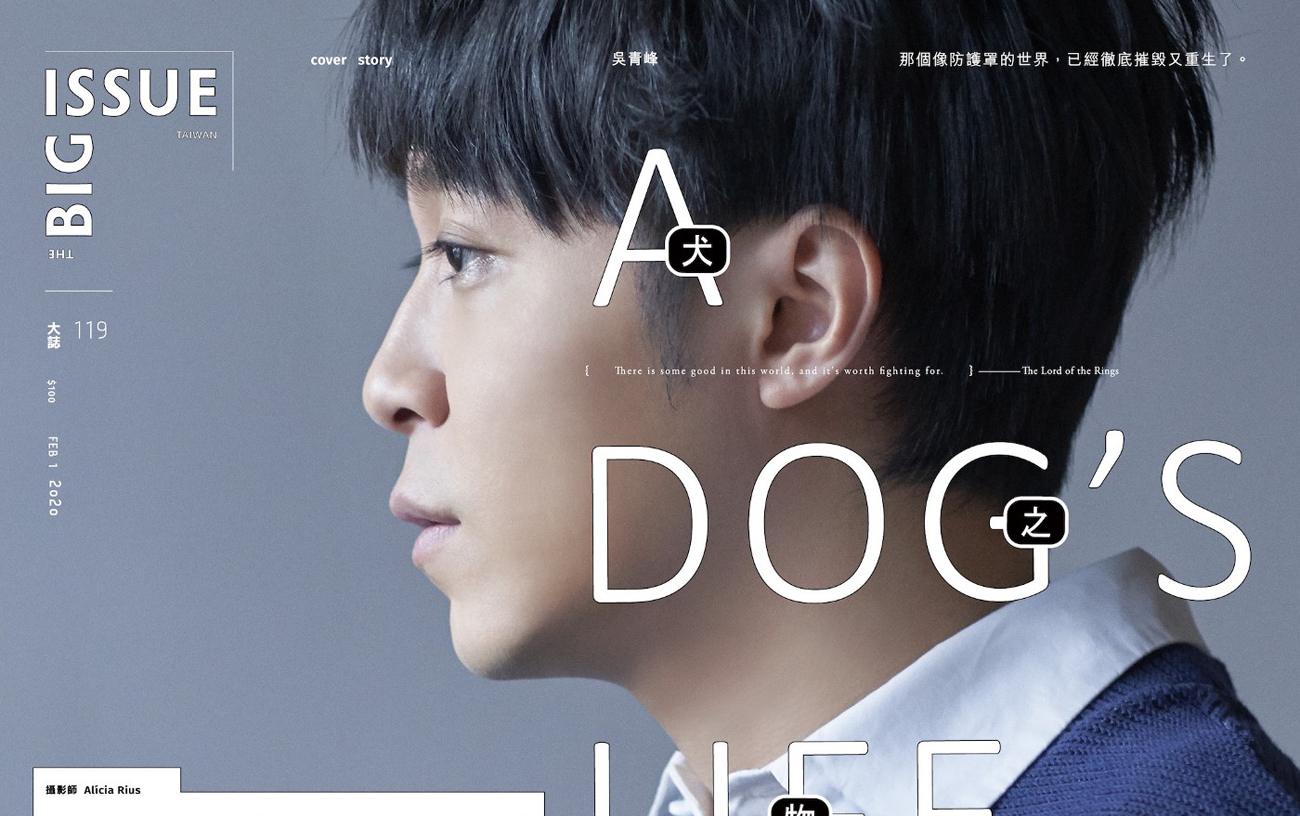 ISSUE
TAIWAN
BIG
THE
大誌 119
$100
FEB 1 2020
cover story
吳青峰
那個像防護罩的世界，已經徹底摧毀又重生了。
A
犬
{ There is some good in this world, and it's worth fighting for. } ——The Lord of the Rings
DOG'S
之
LIFE
物
攝影師 Alicia Rius